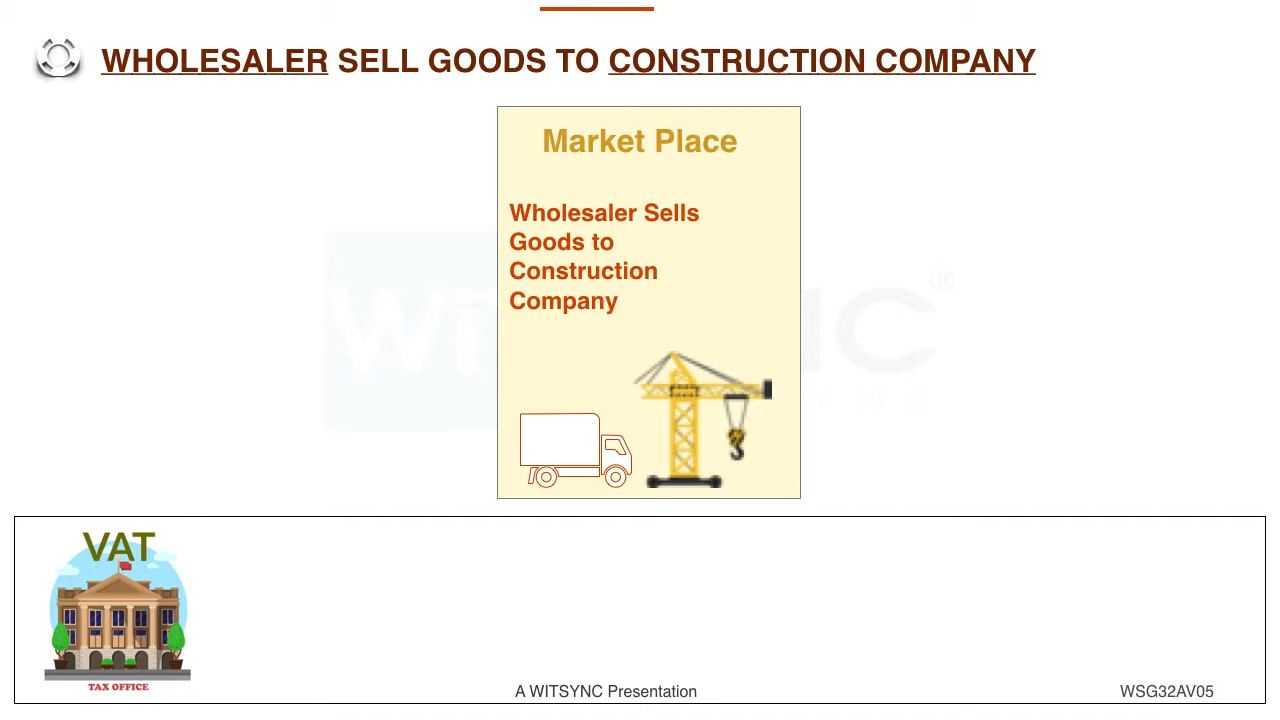 WHOLESALER SELL GOODS TO CONSTRUCTION COMPANY
Market Place
Wholesaler Sells
Goods to
Construction
Company
WiTSYNC®
VAT
TAX OFFICE
A WITSYNC Presentation
WSG32AV05